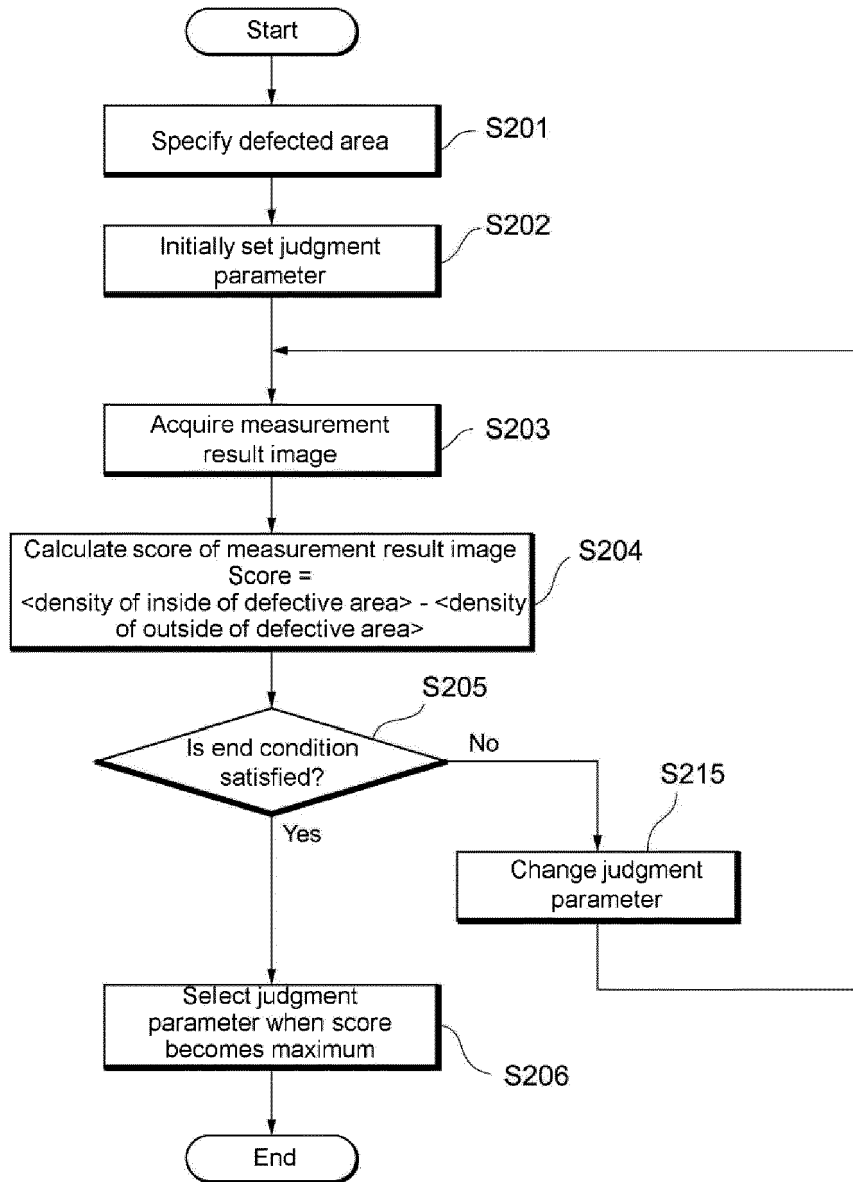 Start
Specify defected area
S201
Initially set judgment
parameter
S202
Acquire measurement
result image
S203
Calculate score of measurement result image
Score =
<density of inside of defective area> - <density
of outside of defective area>
S204
S205
Is end condition
satisfied?
No
Yes
S215
Change judgment
parameter
Select judgment
parameter when score
becomes maximum
S206
End